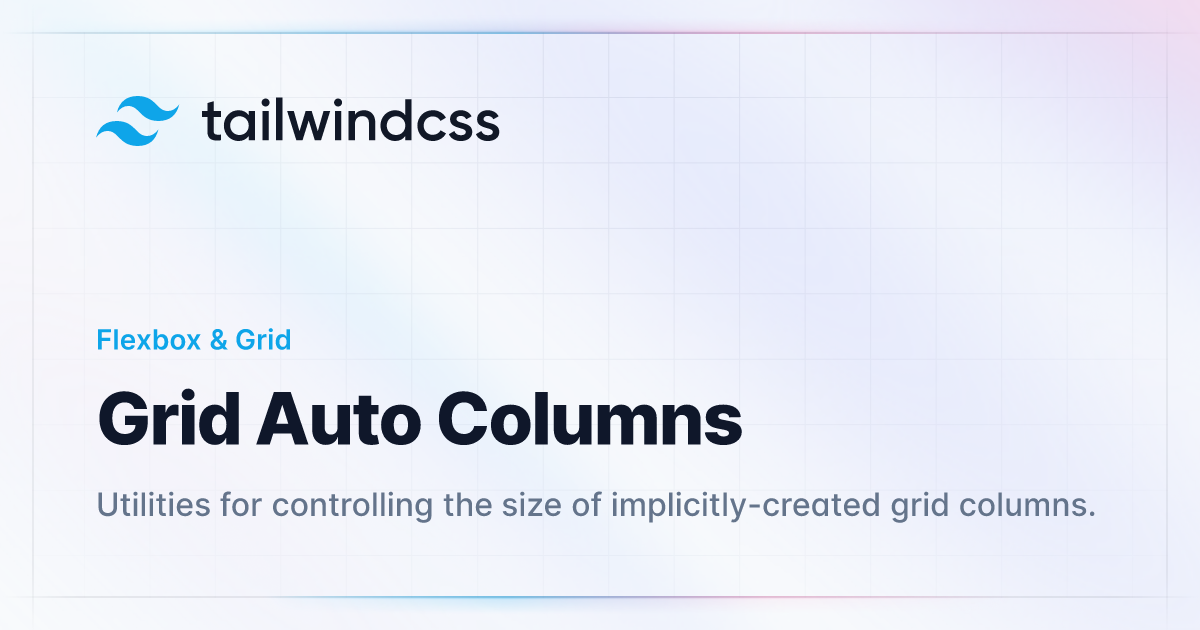 tailwindcss
Flexbox & Grid
Grid Auto Columns
Utilities for controlling the size of implicitly-created grid columns.